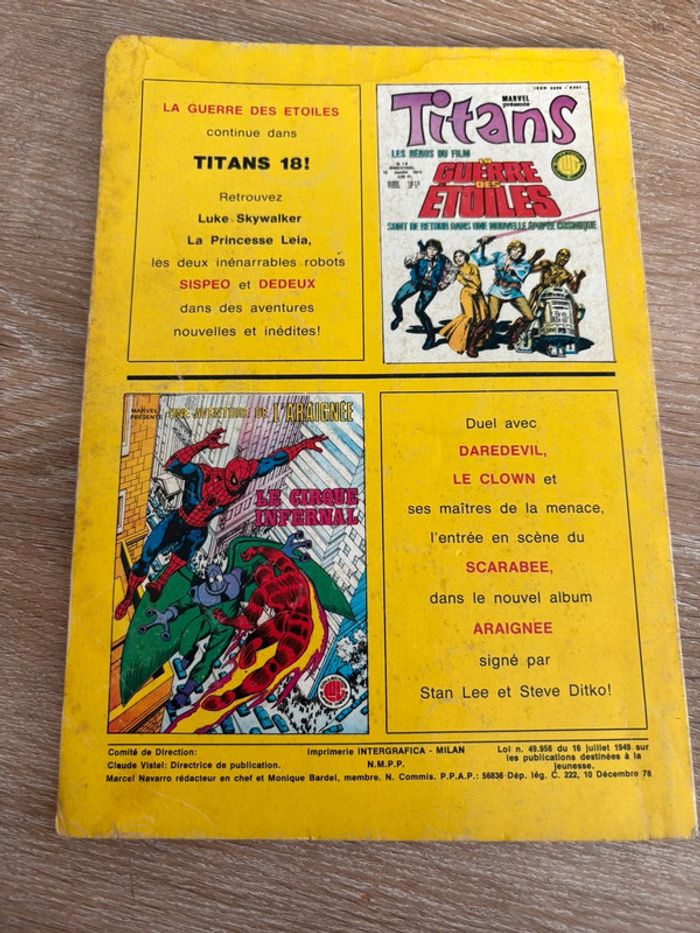 LA GUERRE DES ETOILES
continue dans
TITANS 18!
Retrouvez
Luke Skywalker
La Princesse Leia,
les deux inénarrables robots
SISPEO et DEDEUX
dans des aventures
nouvelles et inédites!
MARVEL
présente
Titans
LES HÉROS DU FILM
LA
GUERRE
DES
ETOILES
SONT DE RETOUR DANS UNE NOUVELLE ÉPOPÉE COSMIQUE
MARVEL
PRÉSENTE
UNE AVENTURE DE L'ARAIGNÉE
LE CIRQUE
INFERNAL
Duel avec
DAREDEVIL,
LE CLOWN et
ses maîtres de la menace,
l'entrée en scène du
SCARABEE,
dans le nouvel album
ARAIGNEE
signé par
Stan Lee et Steve Ditko!
Comité de Direction:
Claude Vistel: Directrice de publication.
Imprimerie INTERGRAFICA - MILAN
N.M.P.P.
Loi n. 49.956 du 16 juillet 1949 sur
les publications destinées à la
jeunesse.
Marcel Navarro rédacteur en chef et Monique Bardel, membre. N. Commis. P.P.A.P.: 56836 Dép. lég. C. 222, 10 Décembre 78